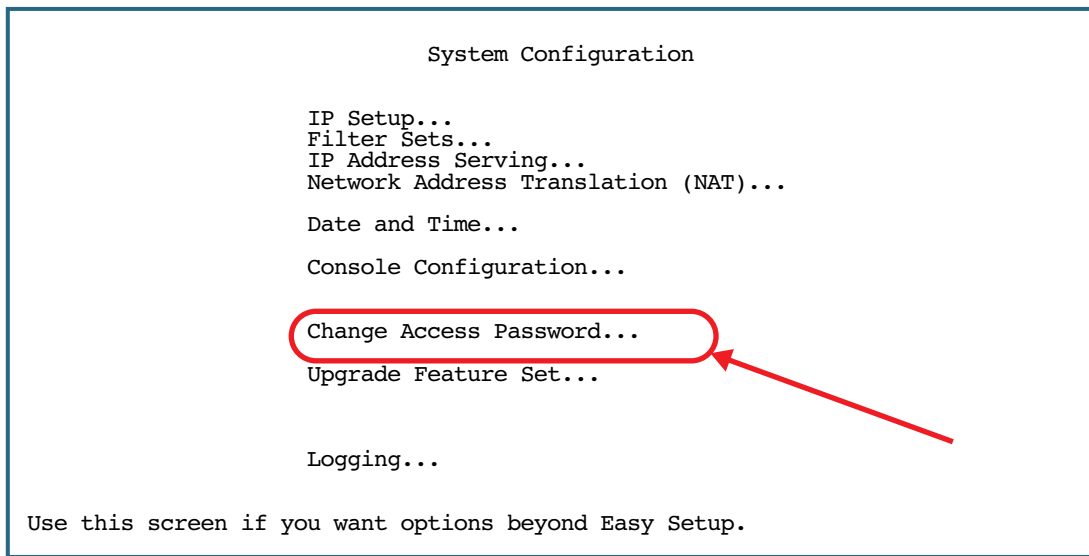 System Configuration
IP Setup...
Filter Sets...
IP Address Serving...
Network Address Translation (NAT)...
Date and Time...
Console Configuration...
Change Access Password...
Upgrade Feature Set...
Logging...
Use this screen if you want options beyond Easy Setup.